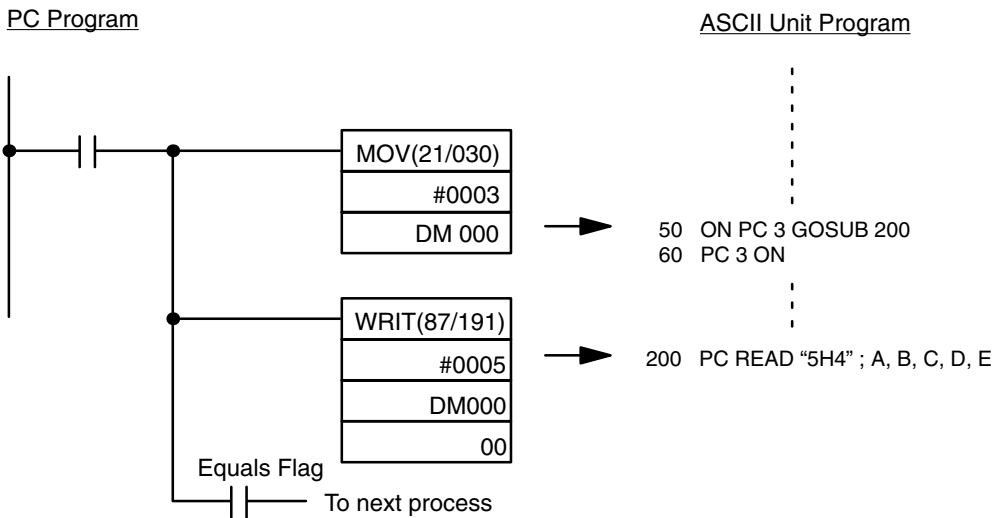 PC Program
ASCII Unit Program
MOV(21/030)
#0003
DM 000
50 ON PC 3 GOSUB 200
60 PC 3 ON
WRIT(87/191)
#0005
DM000
00
200 PC READ “5H4” ; A, B, C, D, E
Equals Flag
To next process